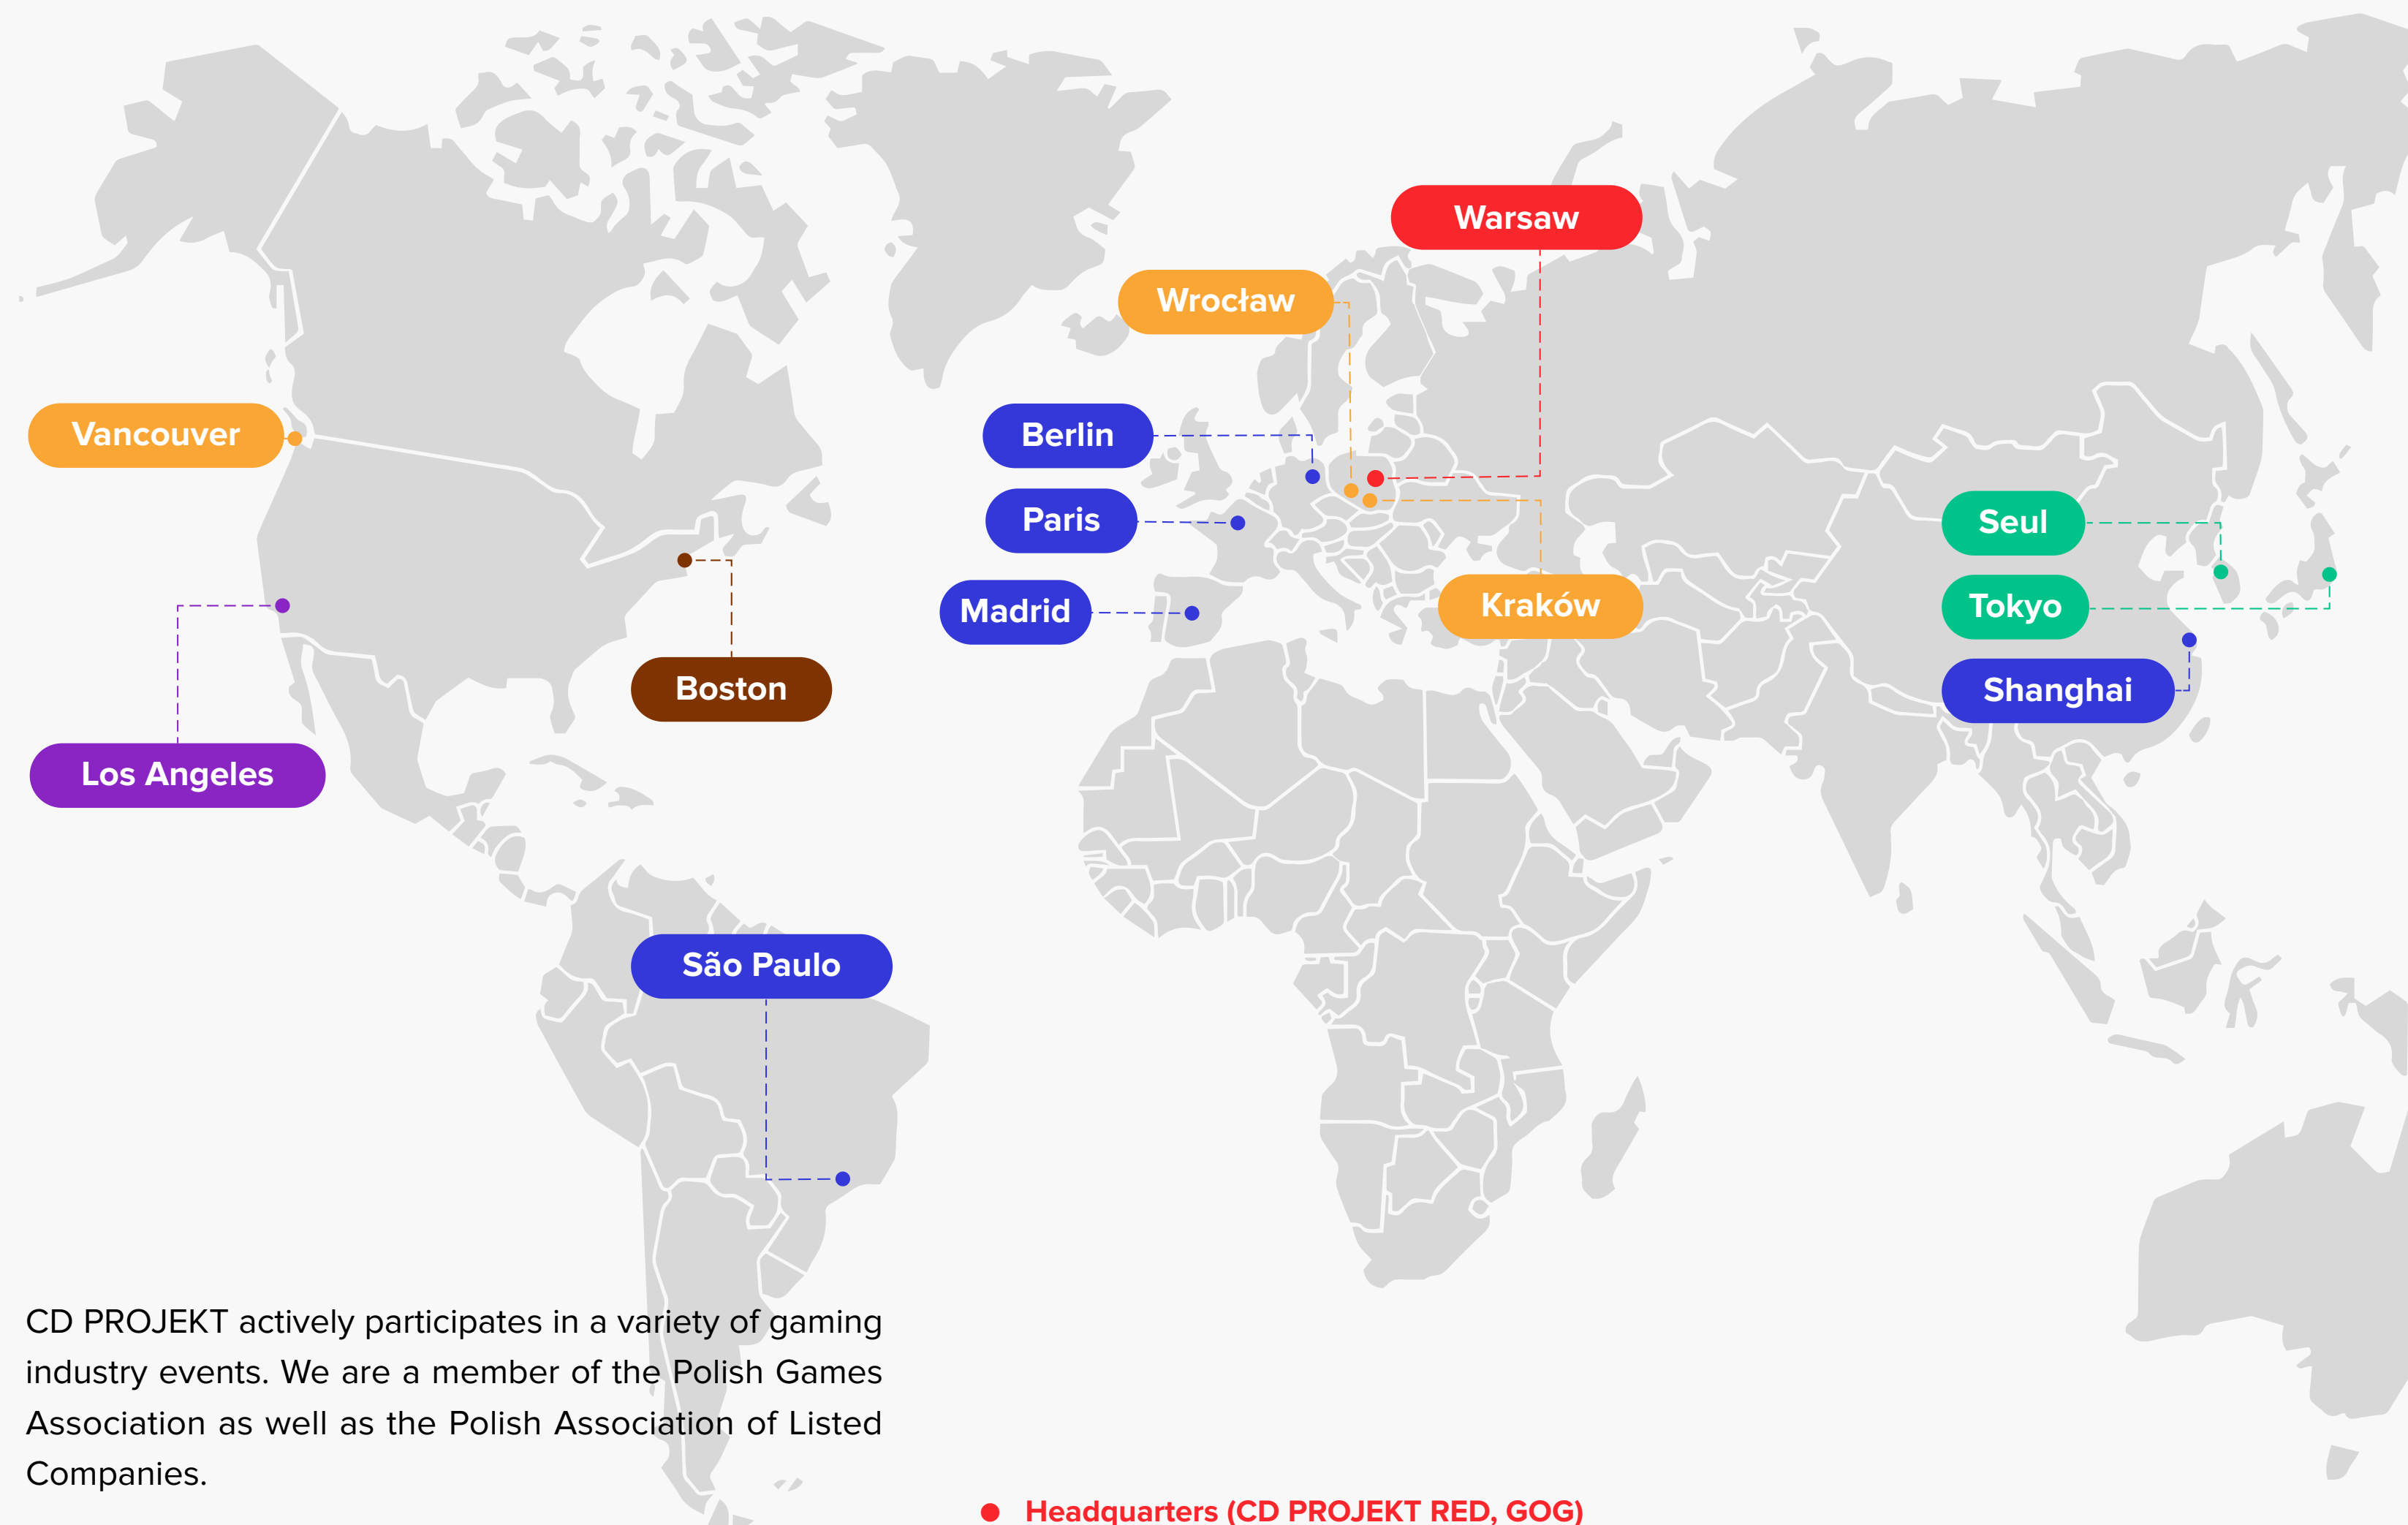 Warsaw
Wrocław
Vancouver
Berlin
Paris
Seul
Madrid
Kraków
Tokyo
Boston
Shanghai
Los Angeles
São Paulo
CD PROJEKT actively participates in a variety of gaming
industry events. We are a member of the Polish Games
Association as well as the Polish Association of Listed
Companies.
Headquarters (CD PROJEKT RED, GOG)